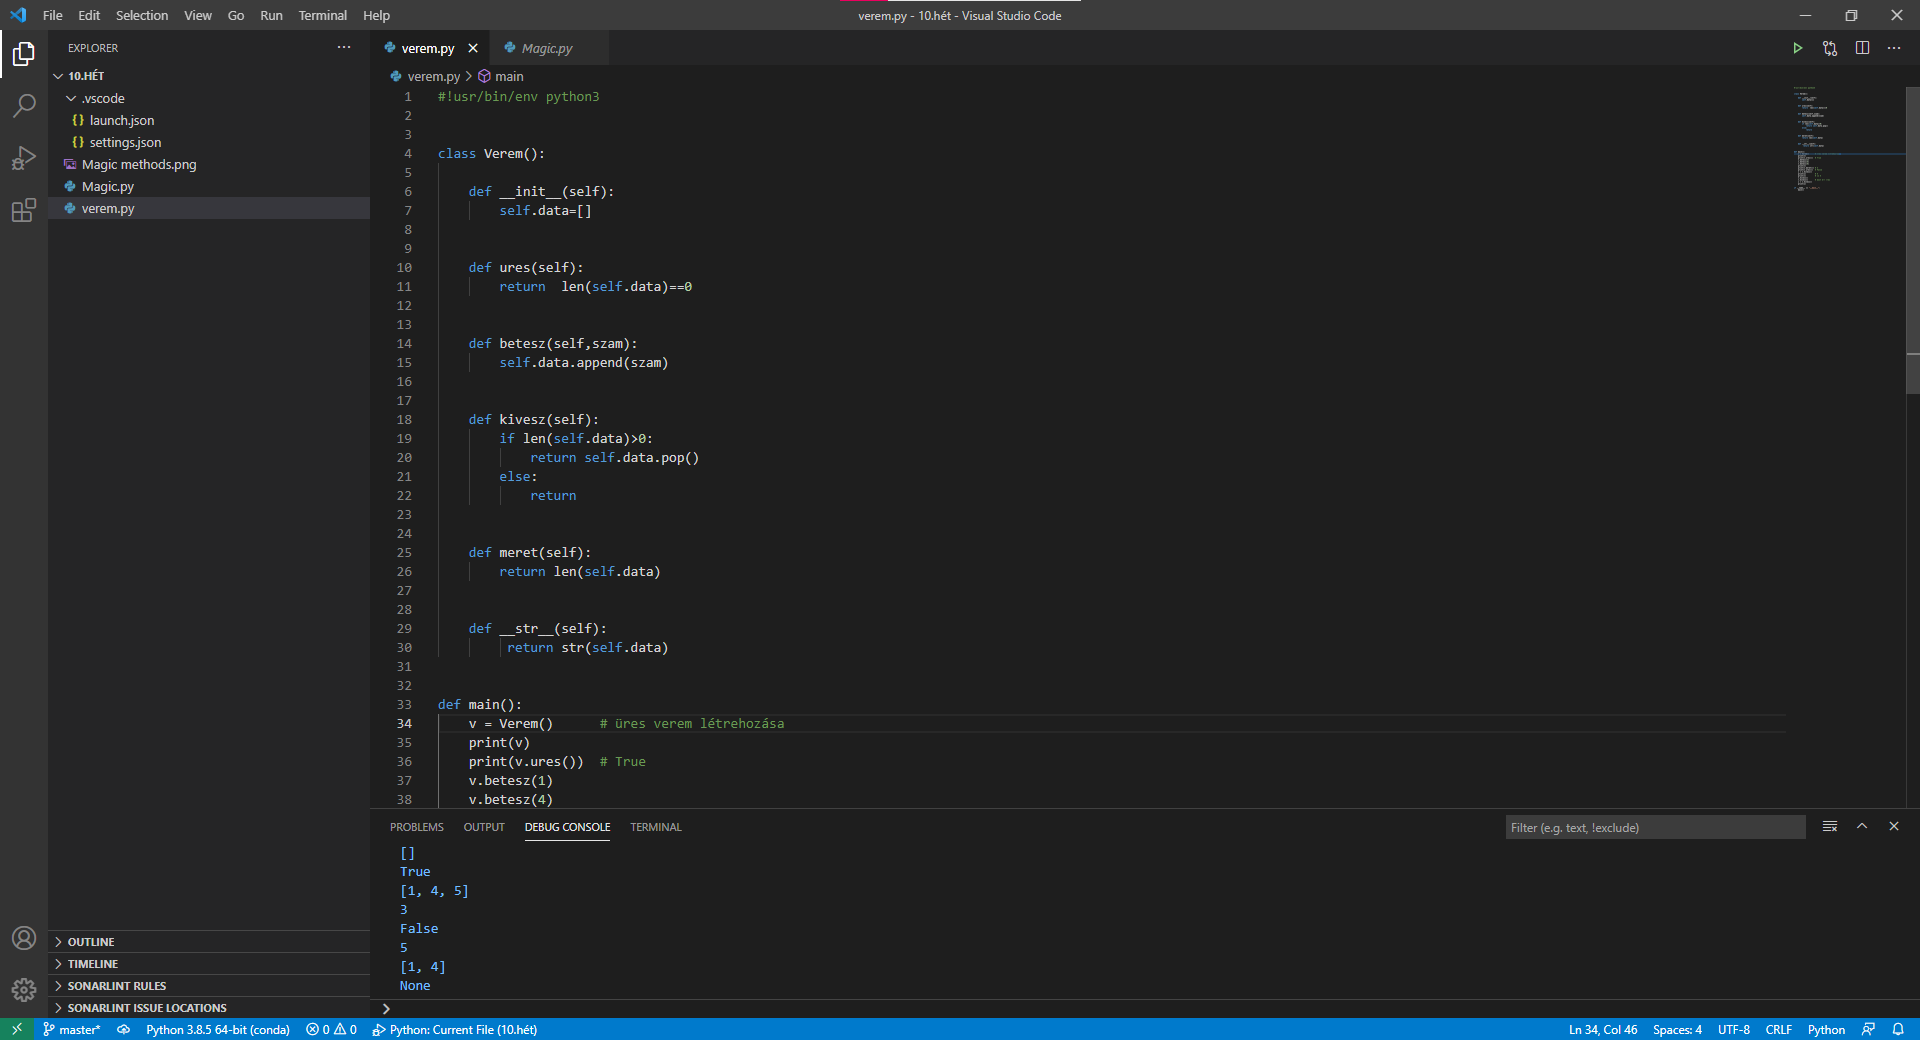 File Edit Selection View Go Run Terminal Help
verem.py - 10.hét - Visual Studio Code
EXPLORER
10.HÉT
.vscode
{} launch.json
{} settings.json
Magic methods.png
Magic.py
verem.py
OUTLINE
TIMELINE
SONARLINT RULES
SONARLINT ISSUE LOCATIONS
verem.py Magic.py
verem.py > main
1 #!usr/bin/env python3
2
3
4 class Verem():
5
6 def __init__(self):
7 self.data=[]
8
9
10 def ures(self):
11 return  len(self.data)==0
12
13
14 def betesz(self,szam):
15 self.data.append(szam)
16
17
18 def kivesz(self):
19 if len(self.data)>0:
20 return self.data.pop()
21 else:
22 return
23
24
25 def meret(self):
26 return len(self.data)
27
28
29 def __str__(self):
30 return str(self.data)
31
32
33 def main():
34 v = Verem()      # üres verem létrehozása
35 print(v)
36 print(v.ures())  # True
37 v.betesz(1)
38 v.betesz(4)
PROBLEMS OUTPUT DEBUG CONSOLE TERMINAL
Filter (e.g. text, !exclude)
[]
True
[1, 4, 5]
3
False
5
[1, 4]
None
>
master* Python 3.8.5 64-bit (conda) 0 0 Python: Current File (10.hét)
Ln 34, Col 46 Spaces: 4 UTF-8 CRLF Python